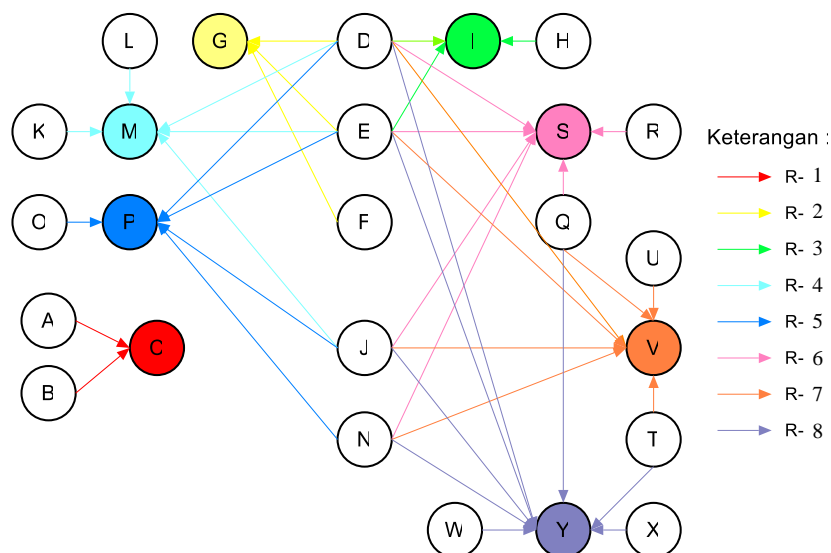 L
G
D
I
H
K
M
E
S
R
Keterangan :
R- 1
R- 2
R- 3
R- 4
R- 5
R- 6
R- 7
R- 8
O
P
F
Q
U
A
C
J
V
B
N
T
W
Y
X